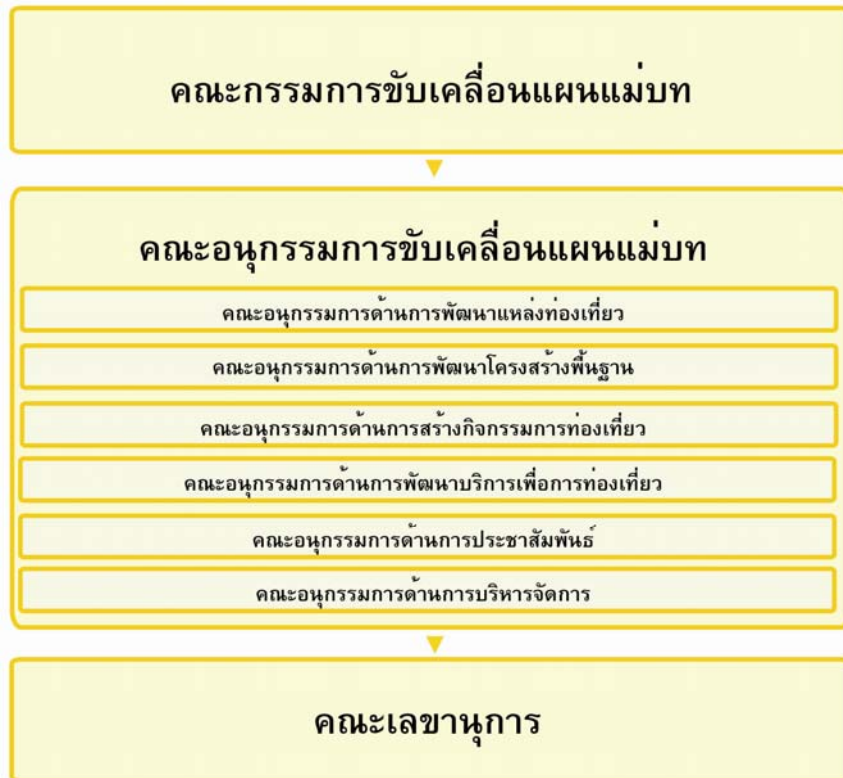 คณะกรรมการขับเคลื่อนแผนแม่บท
คณะอนุกรรมการขับเคลื่อนแผนแม่บท
คณะอนุกรรมการด้านการพัฒนาแหล่งท่องเที่ยว
คณะอนุกรรมการด้านการพัฒนาโครงสร้างพื้นฐาน
คณะอนุกรรมการด้านการสร้างกิจกรรมการท่องเที่ยว
คณะอนุกรรมการด้านการพัฒนาบริการเพื่อการท่องเที่ยว
คณะอนุกรรมการด้านการประชาสัมพันธ์
คณะอนุกรรมการด้านการบริหารจัดการ
คณะเลขานุการ